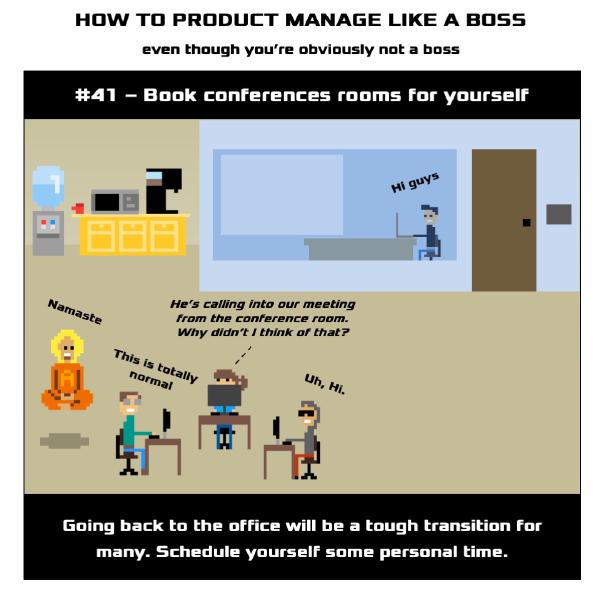 HOW TO PRODUCT MANAGE LIKE A BOSS
even though you're obviously not a boss
#41 – Book conferences rooms for yourself
Hi guys
Namaste
He's calling into our meeting
from the conference room.
Why didn't I think of that?
This is totally
normal
Uh, Hi.
Going back to the office will be a tough transition for
many. Schedule yourself some personal time.